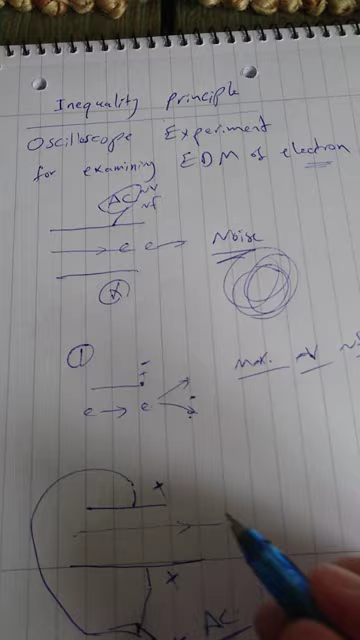 Inequality principle
Oscilloscope Experiment
for examining EDM of electron
AC
e e
Noise
①
e → e
Max.
x
x
AC